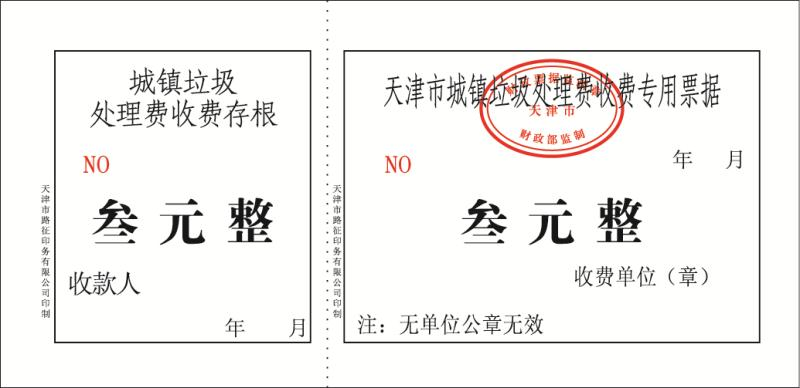 城镇垃圾
处理费收费存根
NO
叁元整
收款人
年 月
天津市路征印务有限公司印制
天津市城镇垃圾处理费收费专用票据
天津市
财政部监制
NO
年 月
叁元整
收费单位（章）
注：无单位公章无效
天津市路征印务有限公司印制